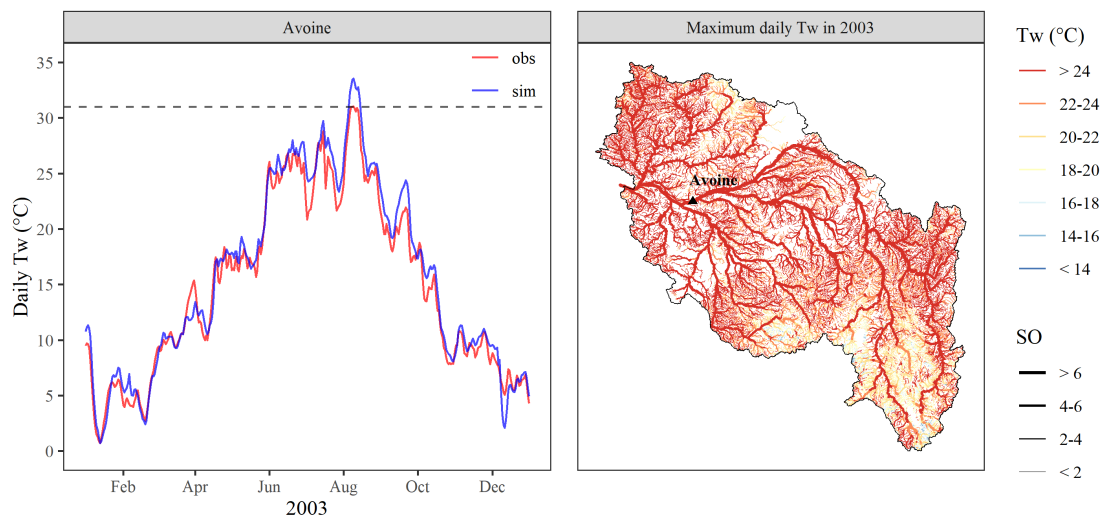 Avoine
Maximum daily Tw in 2003
Daily Tw (°C)
35
30
25
20
15
10
5
0
obs
sim
Feb
Apr
Jun
Aug
Oct
Dec
2003
Avoine
Tw (°C)
> 24
22-24
20-22
18-20
16-18
14-16
< 14
SO
> 6
4-6
2-4
< 2